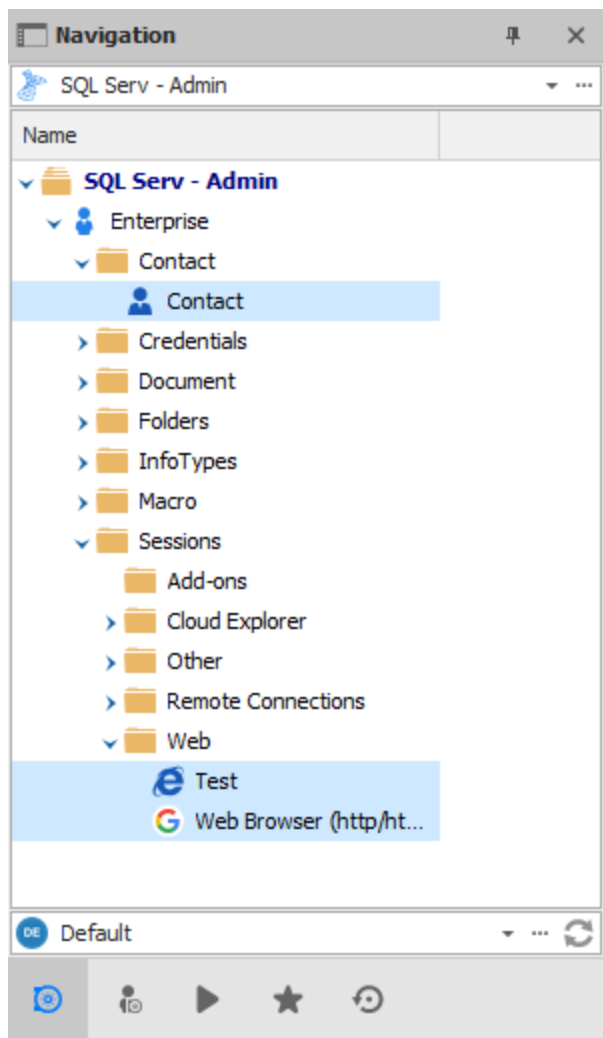 Navigation
SQL Serv - Admin
Name
SQL Serv - Admin
Enterprise
Contact
Contact
Credentials
Document
Folders
InfoTypes
Macro
Sessions
Add-ons
Cloud Explorer
Other
Remote Connections
Web
Test
Web Browser (http/ht...
DE Default